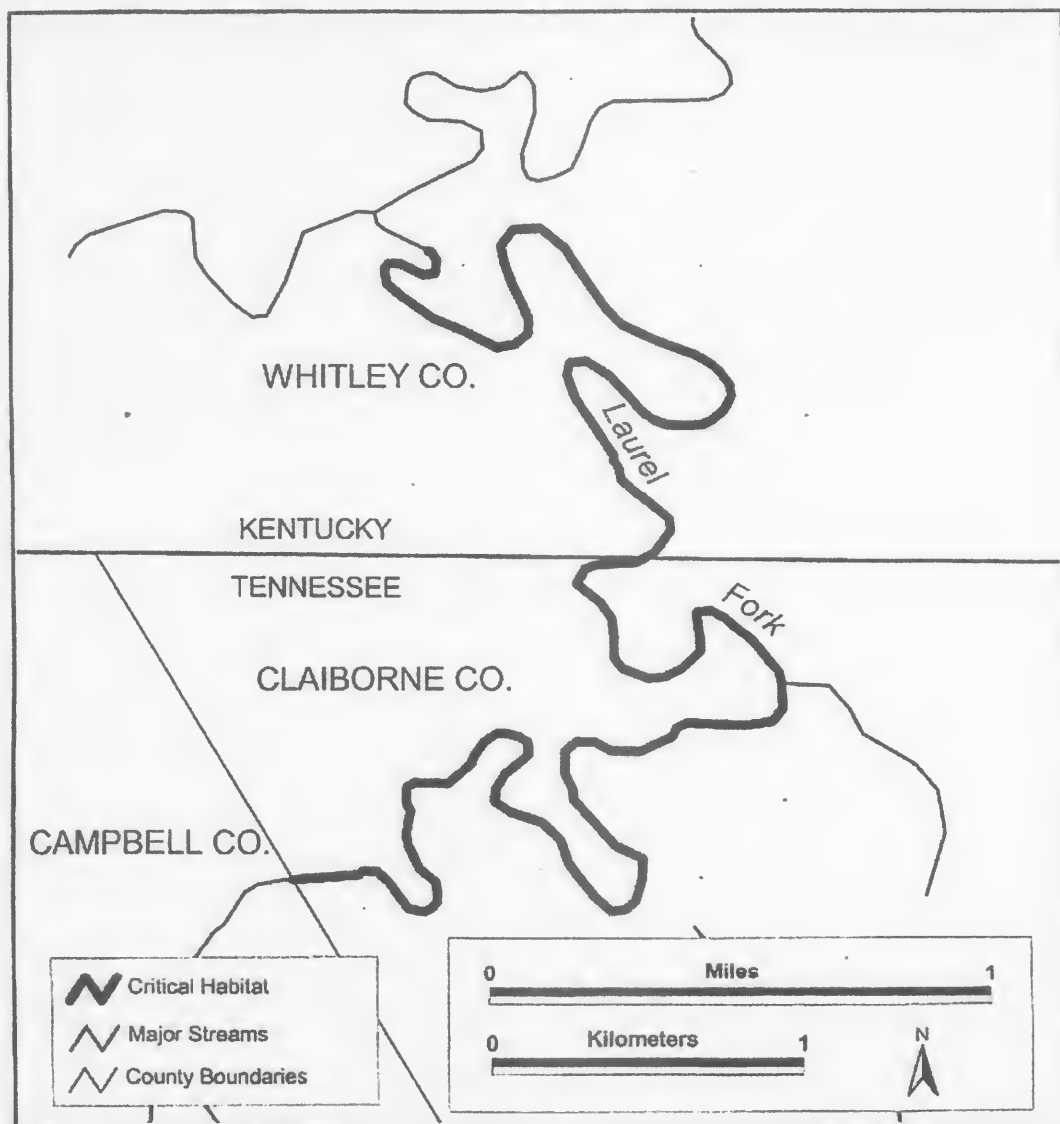 WHITLEY CO.
Laurel
KENTUCKY
TENNESSEE
Fork
CLAIBORNE CO.
CAMPBELL CO.
Critical Habitat
Major Streams
County Boundaries
0 Miles 1
0 Kilometers 1
N